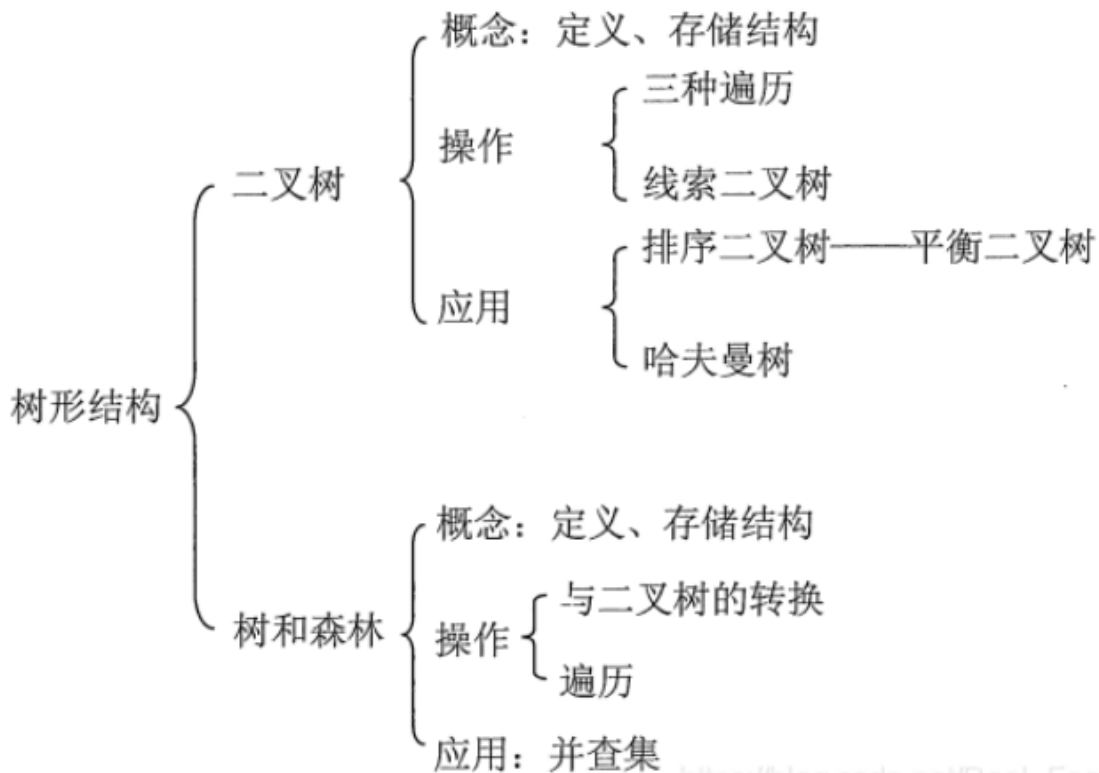 概念：定义、存储结构
三种遍历
操作
线索二叉树
二叉树
排序二叉树——平衡二叉树
应用
哈夫曼树
树形结构
概念：定义、存储结构
与二叉树的转换
树和森林
操作
遍历
应用：并查集